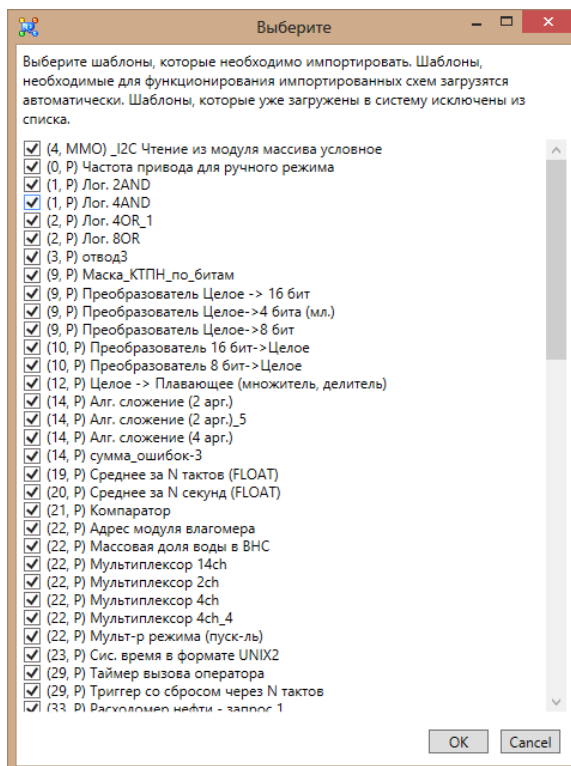 Выберите
Выберите шаблоны, которые необходимо импортировать. Шаблоны,
необходимые для функционирования импортированных схем загрузятся
автоматически. Шаблоны, которые уже загружены в систему исключены из
списка.
(4, MMO) _I2C Чтение из модуля массива условное
(0, P) Частота привода для ручного режима
(1, P) Лог. 2AND
(1, P) Лог. 4AND
(2, P) Лог. 4OR_1
(2, P) Лог. 8OR
(3, P) отвод3
(9, P) Маска_КТПН_по_битам
(9, P) Преобразователь Целое -> 16 бит
(9, P) Преобразователь Целое->4 бита (мл.)
(9, P) Преобразователь Целое->8 бит
(10, P) Преобразователь 16 бит->Целое
(10, P) Преобразователь 8 бит->Целое
(12, P) Целое -> Плавающее (множитель, делитель)
(14, P) Алг. сложение (2 арг.)
(14, P) Алг. сложение (2 арг.)_5
(14, P) Алг. сложение (4 арг.)
(14, P) сумма_ошибок-3
(19, P) Среднее за N тактов (FLOAT)
(20, P) Среднее за N секунд (FLOAT)
(21, P) Компаратор
(22, P) Адрес модуля влагомера
(22, P) Массовая доля воды в ВНС
(22, P) Мультиплексор 14ch
(22, P) Мультиплексор 2ch
(22, P) Мультиплексор 4ch
(22, P) Мультиплексор 4ch_4
(22, P) Мульт-р режима (пуск-ль)
(23, P) Сис. время в формате UNIX2
(29, P) Таймер вызова оператора
(29, P) Триггер со сбросом через N тактов
(33, P) Расходомер нефти - запрос 1
OK Cancel